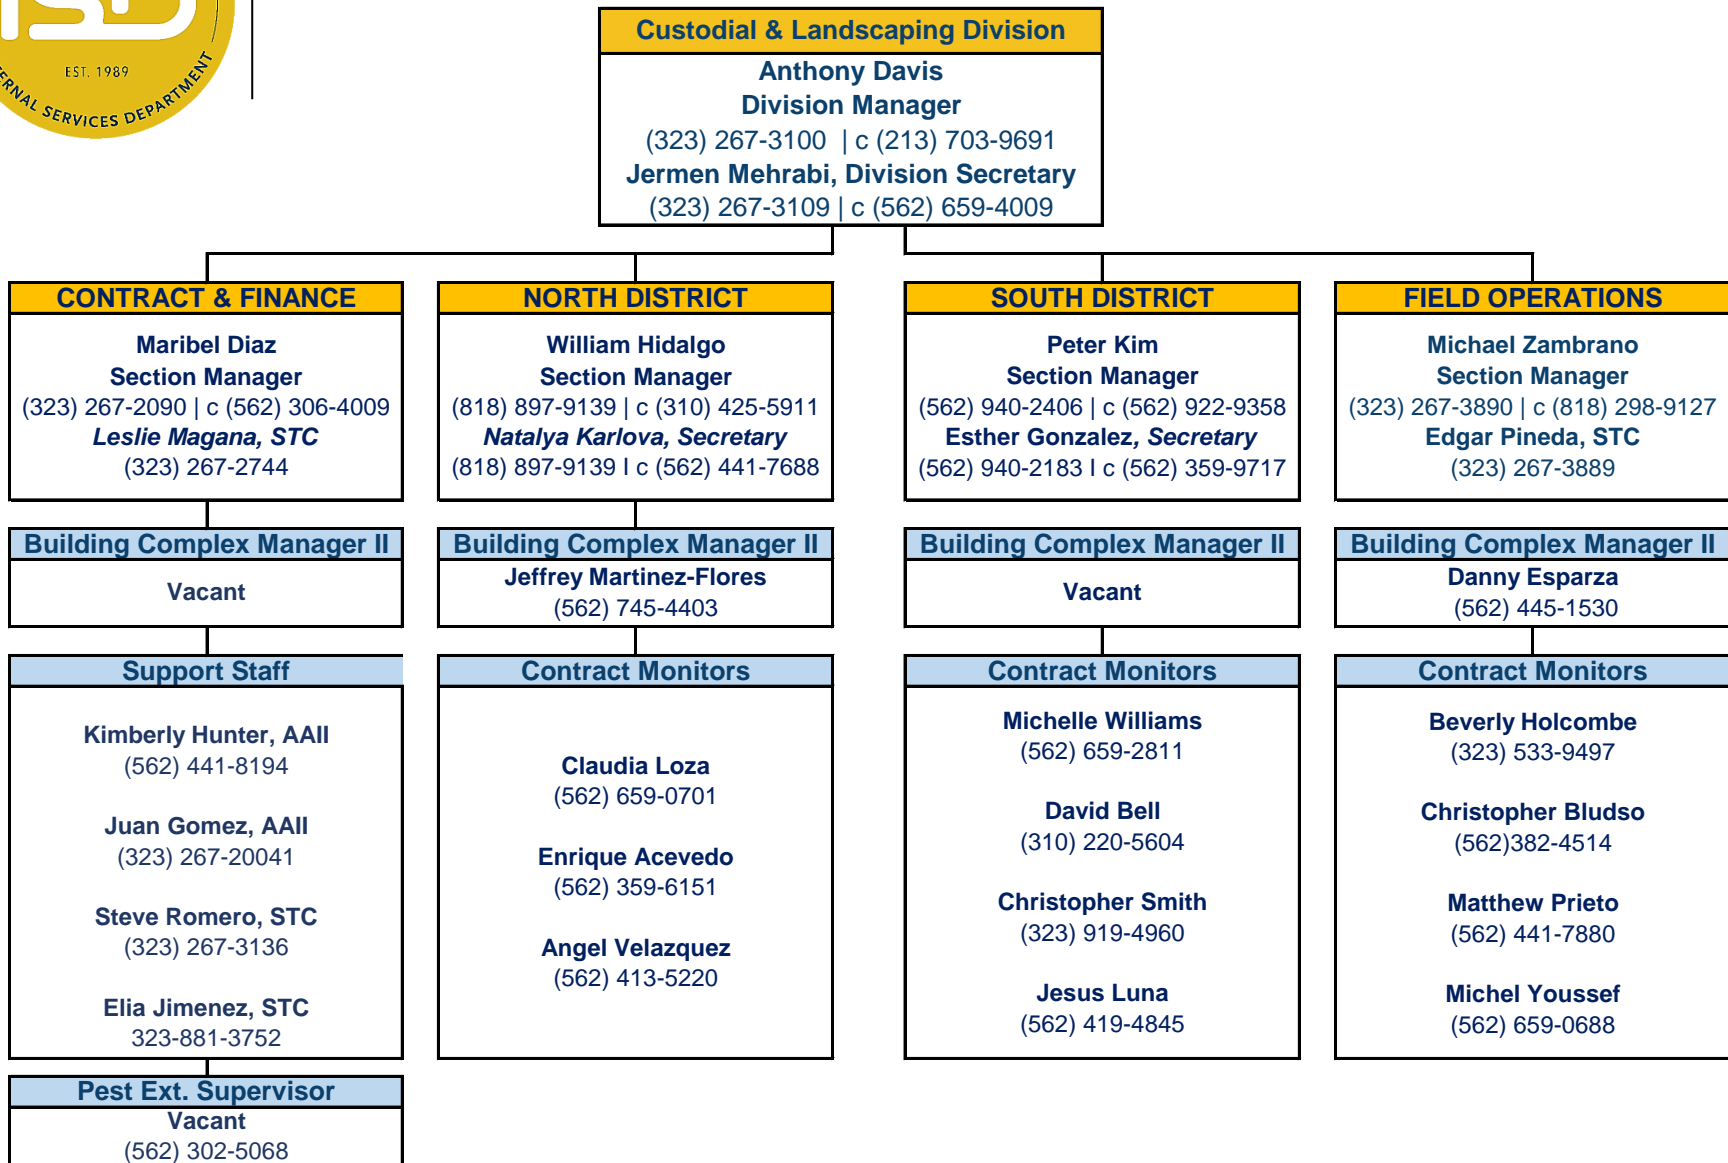 ISD
EST. 1989
ERNAL SERVICES DEPARTMENT
Custodial & Landscaping Division
Anthony Davis
Division Manager
(323) 267-3100 | c (213) 703-9691
Jermen Mehrabi, Division Secretary
(323) 267-3109 | c (562) 659-4009
CONTRACT & FINANCE
Maribel Diaz
Section Manager
(323) 267-2090 | c (562) 306-4009
Leslie Magana, STC
(323) 267-2744
Building Complex Manager II
Vacant
Support Staff
Kimberly Hunter, AAII
(562) 441-8194
Juan Gomez, AAII
(323) 267-20041
Steve Romero, STC
(323) 267-3136
Elia Jimenez, STC
323-881-3752
Pest Ext. Supervisor
Vacant
(562) 302-5068
NORTH DISTRICT
William Hidalgo
Section Manager
(818) 897-9139 | c (310) 425-5911
Natalya Karlova, Secretary
(818) 897-9139 I c (562) 441-7688
Building Complex Manager II
Jeffrey Martinez-Flores
(562) 745-4403
Contract Monitors
Claudia Loza
(562) 659-0701
Enrique Acevedo
(562) 359-6151
Angel Velazquez
(562) 413-5220
SOUTH DISTRICT
Peter Kim
Section Manager
(562) 940-2406 | c (562) 922-9358
Esther Gonzalez, Secretary
(562) 940-2183 I c (562) 359-9717
Building Complex Manager II
Vacant
Contract Monitors
Michelle Williams
(562) 659-2811
David Bell
(310) 220-5604
Christopher Smith
(323) 919-4960
Jesus Luna
(562) 419-4845
FIELD OPERATIONS
Michael Zambrano
Section Manager
(323) 267-3890 | c (818) 298-9127
Edgar Pineda, STC
(323) 267-3889
Building Complex Manager II
Danny Esparza
(562) 445-1530
Contract Monitors
Beverly Holcombe
(323) 533-9497
Christopher Bludso
(562)382-4514
Matthew Prieto
(562) 441-7880
Michel Youssef
(562) 659-0688